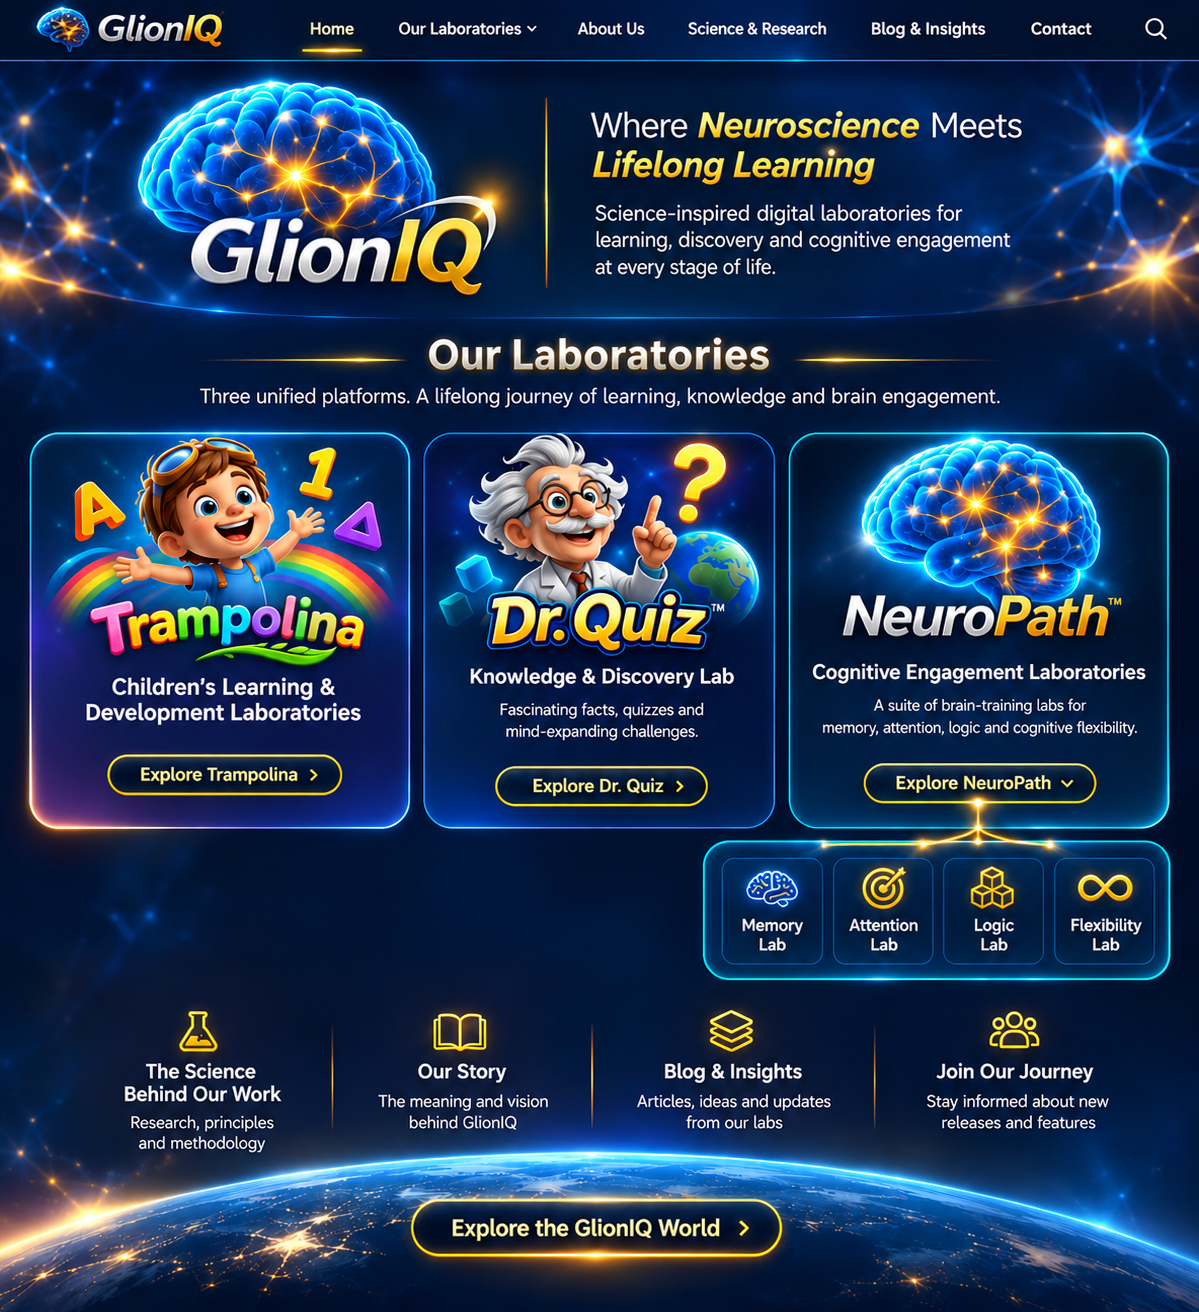 GlionIQ
Home
Our Laboratories
About Us
Science & Research
Blog & Insights
Contact
GlionIQ
Where Neuroscience Meets
Lifelong Learning
Science-inspired digital laboratories for
learning, discovery and cognitive engagement
at every stage of life.
Our Laboratories
Three unified platforms. A lifelong journey of learning, knowledge and brain engagement.
A
1
Trampolina
Children's Learning &
Development Laboratories
Explore Trampolina
?
Dr. Quiz™
Knowledge & Discovery Lab
Fascinating facts, quizzes and
mind-expanding challenges.
Explore Dr. Quiz
NeuroPath™
Cognitive Engagement Laboratories
A suite of brain-training labs for
memory, attention, logic and cognitive flexibility.
Explore NeuroPath
Memory
Lab
Attention
Lab
Logic
Lab
Flexibility
Lab
The Science
Behind Our Work
Research, principles
and methodology
Our Story
The meaning and vision
behind GlionIQ
Blog & Insights
Articles, ideas and updates
from our labs
Join Our Journey
Stay informed about new
releases and features
Explore the GlionIQ World